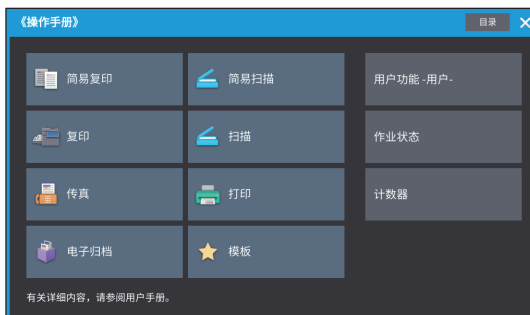 《操作手册》
目录
简易复印
简易扫描
用户功能 -用户-
复印
扫描
作业状态
传真
打印
计数器
电子归档
模板
有关详细内容，请参阅用户手册。